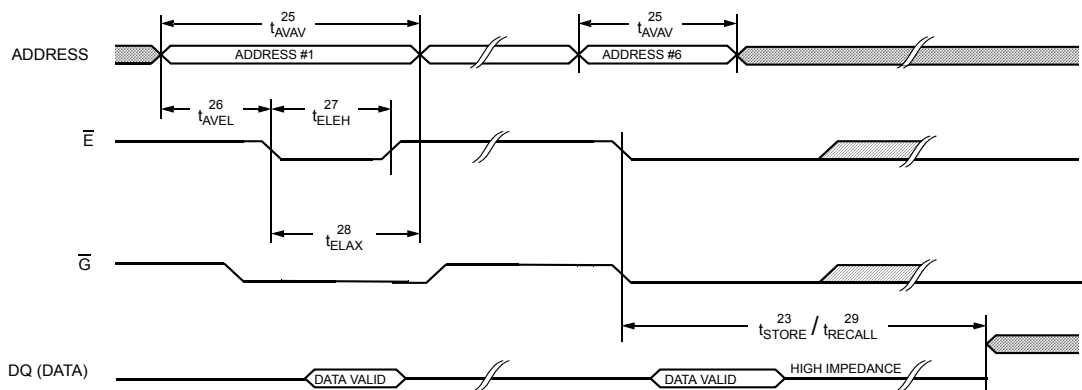 25
tAVAV
25
tAVAV
ADDRESS
ADDRESS #1
ADDRESS #6
26
tAVEL
27
tELEH
E
28
tELAX
G
23
tSTORE / 29
tRECALL
DQ (DATA)
DATA VALID
DATA VALID
HIGH IMPEDANCE